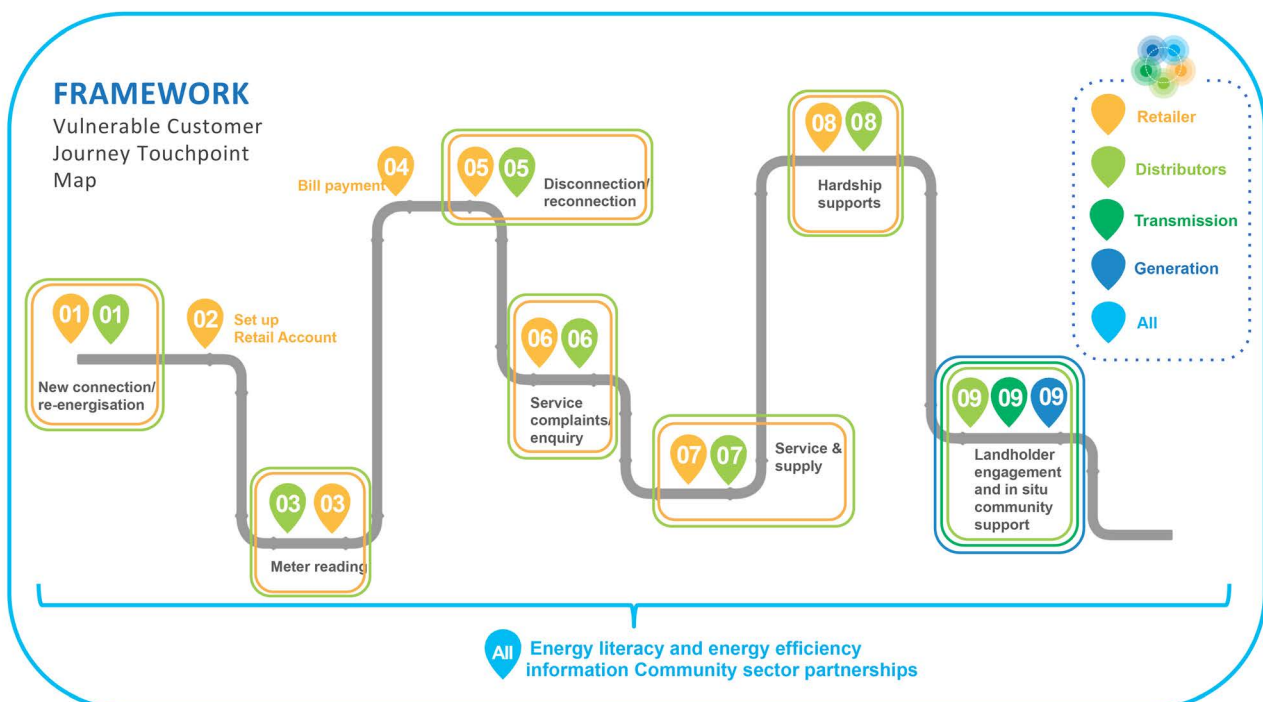 FRAMEWORK
Vulnerable Customer
Journey Touchpoint
Map
01 01
New connection/
re-energisation
02
Set up
Retail Account
03 03
Meter reading
04
Bill payment
05 05
Disconnection/
reconnection
06 06
Service
complaints/
enquiry
07 07
Service &
supply
08 08
Hardship
supports
09 09 09
Landholder
engagement
and in situ
community
support
Retailer
Distributors
Transmission
Generation
All
All
Energy literacy and energy efficiency
information Community sector partnerships